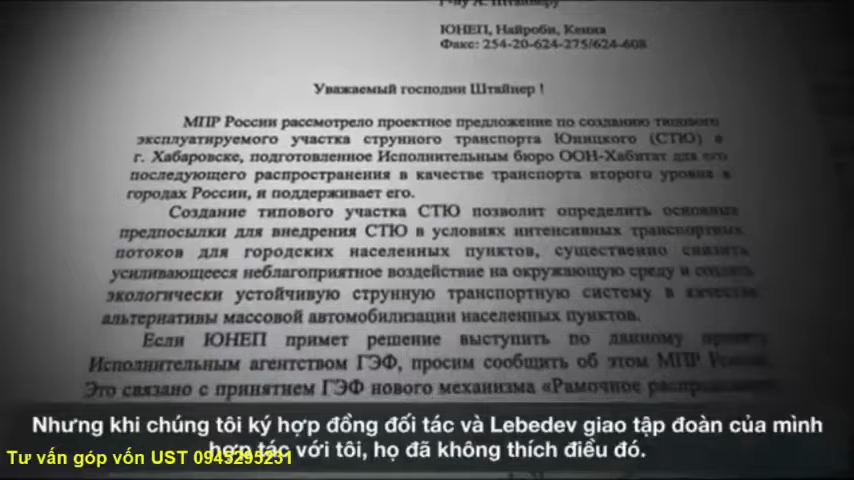 г-ну А. Штайнеру
ЮНЕП, Найроби, Кения
Факс: 254-20-624-275/624-608
Уважаемый господин Штайнер !
МПР России рассмотрело проектное предложение по созданию типового
эксплуатируемого участка струнного транспорта Юницкого (СТЮ) в
г. Хабаровске, подготовленное Исполнительным бюро ООН-Хабитат для его
последующего распространения в качестве транспорта второго уровня в
городах России, и поддерживает его.
Создание типового участка СТЮ позволит определить основные
предпосылки для внедрения СТЮ в условиях интенсивных транспортных
потоков для городских населенных пунктов, существенно снизить
усиливающееся неблагоприятное воздействие на окружающую среду и создать
экологически устойчивую струнную транспортную систему в качестве
альтернативы массовой автомобилизации населенных пунктов.
Если ЮНЕП примет решение выступить по данному проекту
Исполнительным агентством ГЭФ, просим сообщить об этом МПР России.
Это связано с принятием ГЭФ нового механизма «Рамочное
Nhưng khi chúng tôi ký hợp đồng đối tác và Lebedev giao tập đoàn của mình
hợp tác với tôi, họ đã không thích điều đó.
Tư vấn góp vốn UST 0943295231